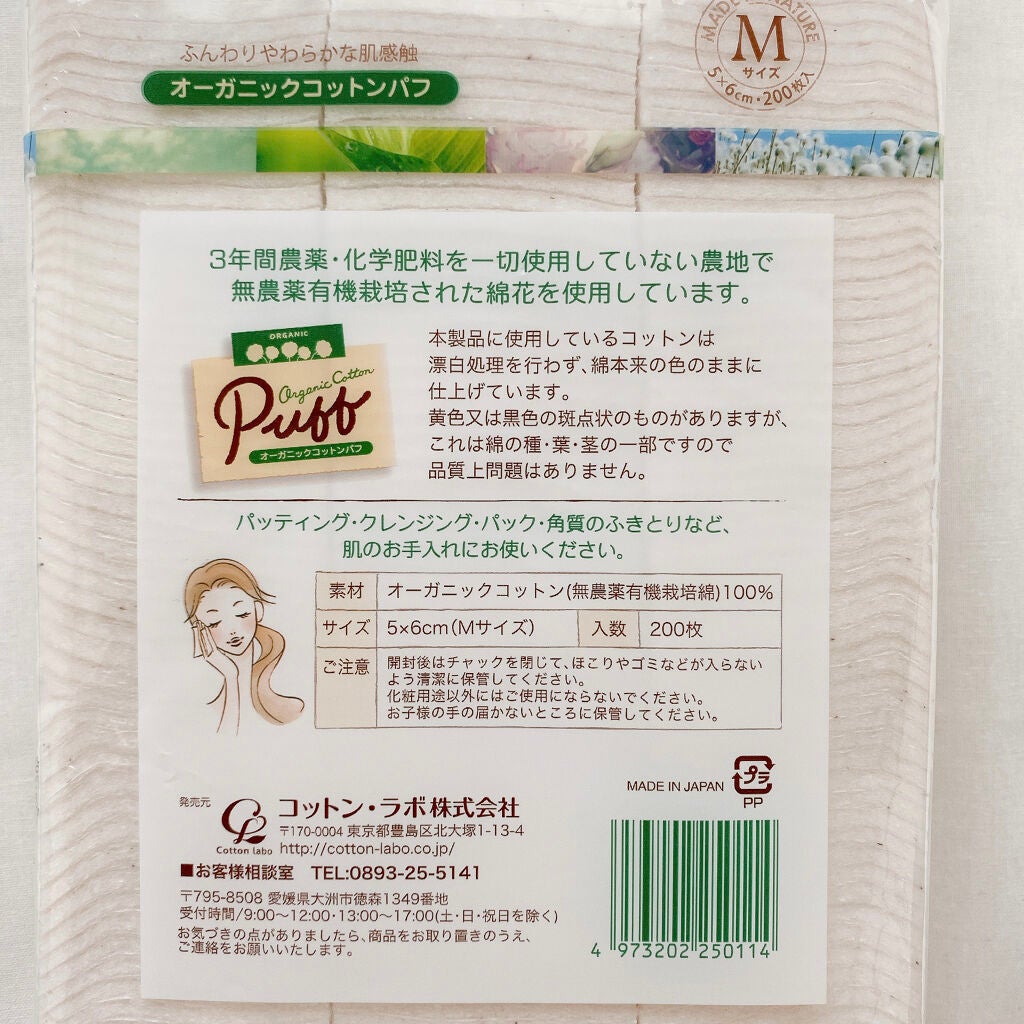 ふんわりやわらかな肌感触
オーガニックコットンパフ
M
サイズ
5×6cm・200枚入
3年間農薬・化学肥料を一切使用していない農地で
無農薬有機栽培された綿花を使用しています。
ORGANIC
Organic Cotton
Puff
オーガニックコットンパフ
本製品に使用しているコットンは
漂白処理を行わず、綿本来の色のままに
仕上げています。
黄色又は黒色の斑点状のものがありますが、
これは綿の種・葉・茎の一部ですので
品質上問題はありません。
パッティング・クレンジング・パック・角質のふきとりなど、
肌のお手入れにお使いください。
素材 オーガニックコットン(無農薬有機栽培綿)100%
サイズ 5×6cm(Mサイズ) 入数 200枚
ご注意 開封後はチャックを閉じて、ほこりやゴミなどが入らない
よう清潔に保管してください。
化粧用途以外にはご使用にならないでください。
お子様の手の届かないところに保管してください。
MADE IN JAPAN
プラ
PP
発売元
Cotton labo
コットン・ラボ株式会社
〒170-0004 東京都豊島区北大塚1-13-4
http://cotton-labo.co.jp/
■お客様相談室 TEL:0893-25-5141
〒795-8508 愛媛県大洲市徳森1349番地
受付時間/9:00～12:00・13:00～17:00(土・日・祝日を除く)
お気づきの点がありましたら、商品をお取り置きのうえ、
ご連絡をお願いいたします。
4 973202 250114